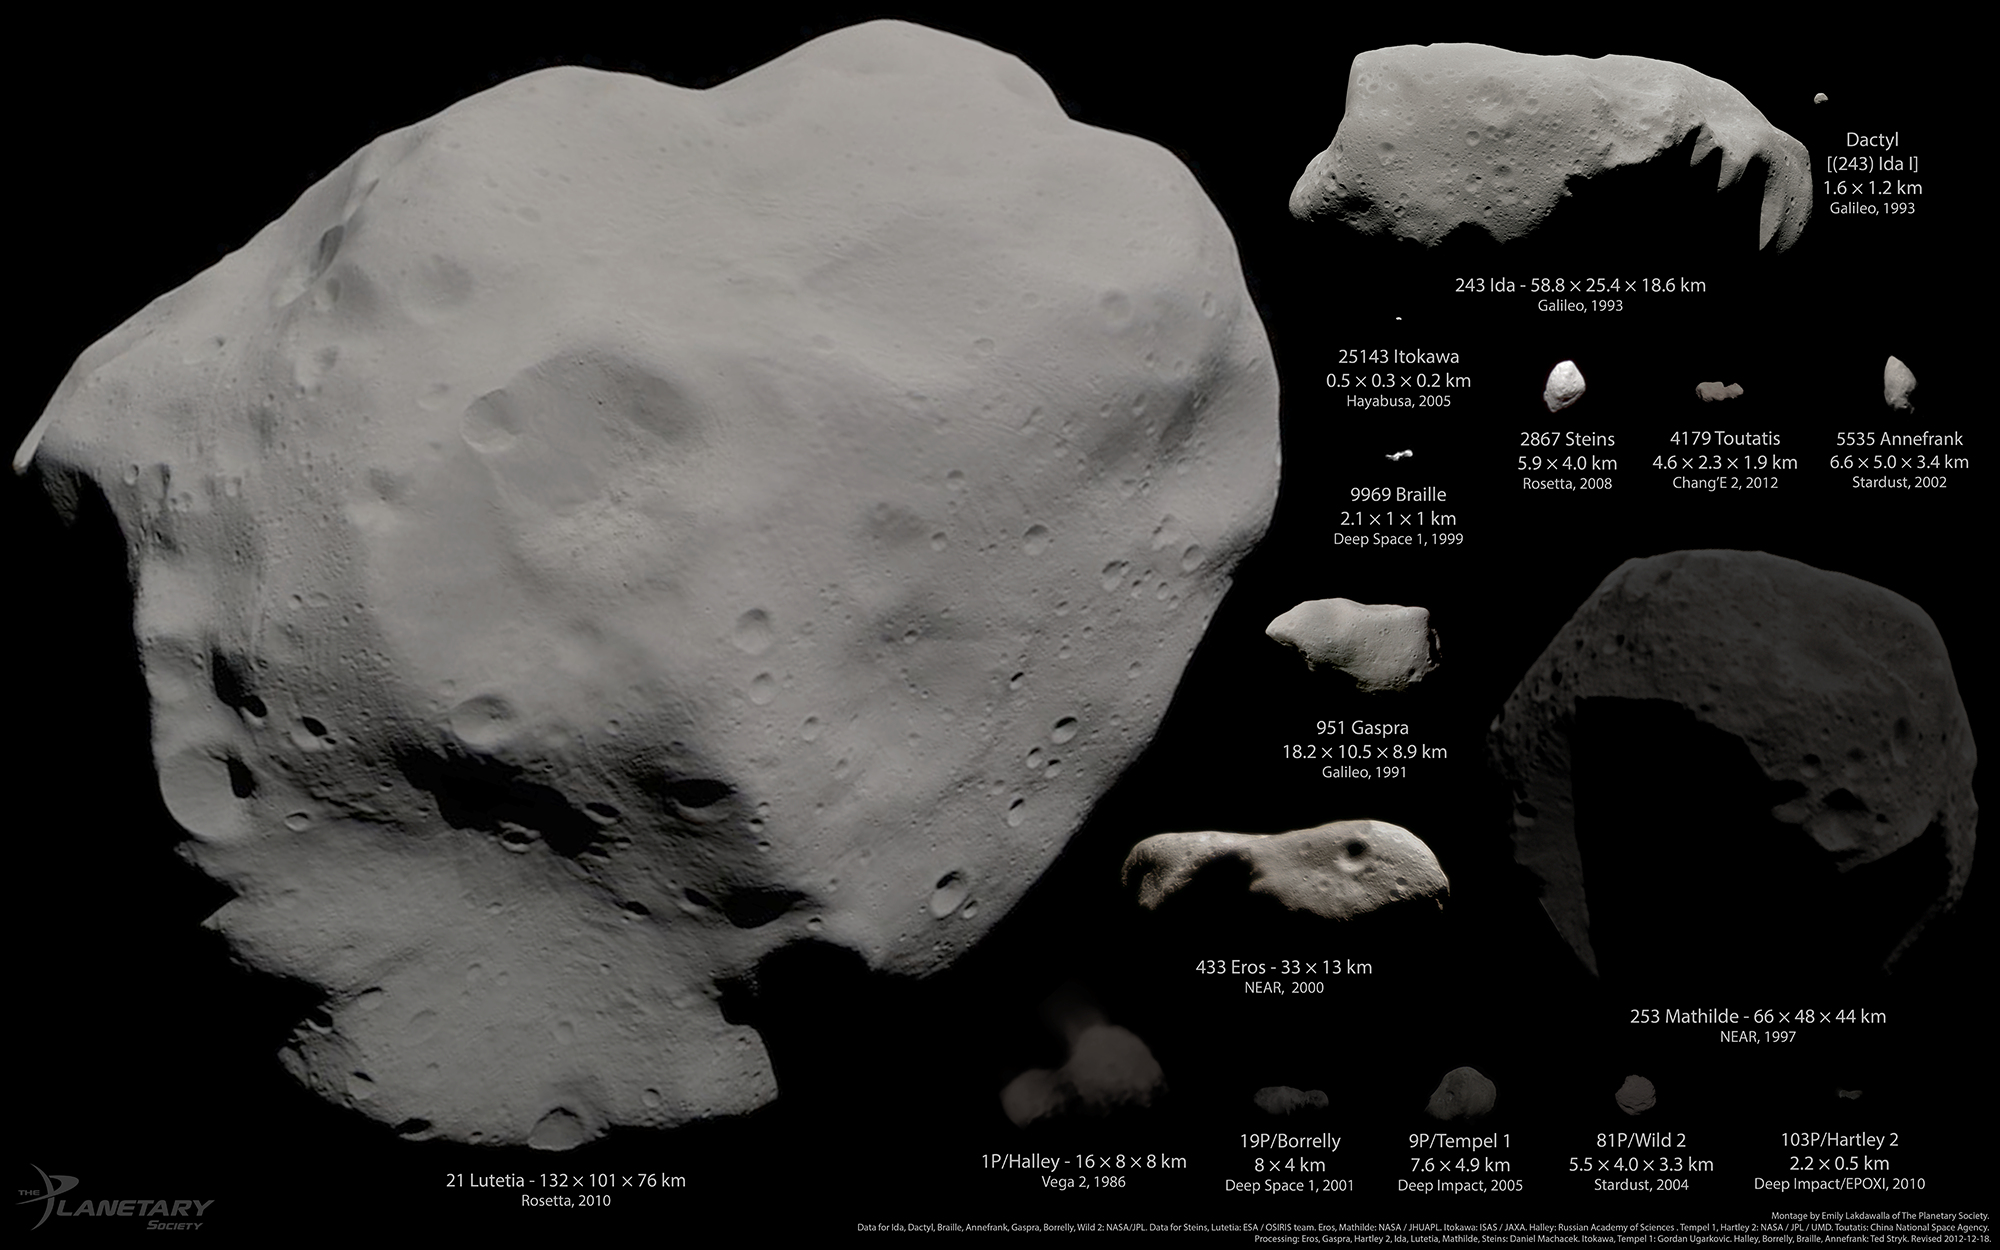 Dactyl
[(243) Ida I]
1.6 × 1.2 km
Galileo, 1993
243 Ida - 58.8 × 25.4 × 18.6 km
Galileo, 1993
25143 Itokawa
0.5 × 0.3 × 0.2 km
Hayabusa, 2005
2867 Steins
5.9 × 4.0 km
Rosetta, 2008
4179 Toutatis
4.6 × 2.3 × 1.9 km
Chang'E 2, 2012
5535 Annefrank
6.6 × 5.0 × 3.4 km
Stardust, 2002
9969 Braille
2.1 × 1 × 1 km
Deep Space 1, 1999
951 Gaspra
18.2 × 10.5 × 8.9 km
Galileo, 1991
433 Eros - 33 × 13 km
NEAR, 2000
253 Mathilde - 66 × 48 × 44 km
NEAR, 1997
21 Lutetia - 132 × 101 × 76 km
Rosetta, 2010
1P/Halley - 16 × 8 × 8 km
Vega 2, 1986
19P/Borrelly
8 × 4 km
Deep Space 1, 2001
9P/Tempel 1
7.6 × 4.9 km
Deep Impact, 2005
81P/Wild 2
5.5 × 4.0 × 3.3 km
Stardust, 2004
103P/Hartley 2
2.2 × 0.5 km
Deep Impact/EPOXI, 2010
THE PLANETARY
SOCIETY
Montage by Emily Lakdawalla of The Planetary Society.
Data for Ida, Dactyl, Braille, Annefrank, Gaspra, Borrelly, Wild 2: NASA/JPL. Data for Steins, Lutetia: ESA / OSIRIS team. Eros, Mathilde: NASA / JHUAPL. Itokawa: ISAS / JAXA. Halley: Russian Academy of Sciences . Tempel 1, Hartley 2: NASA / JPL / UMD. Toutatis: China National Space Agency.
Processing: Eros, Gaspra, Hartley 2, Ida, Lutetia, Mathilde, Steins: Daniel Machacek. Itokawa, Tempel 1: Gordan Ugarkovic. Halley, Borrelly, Braille, Annefrank: Ted Stryk. Revised 2012-12-18.